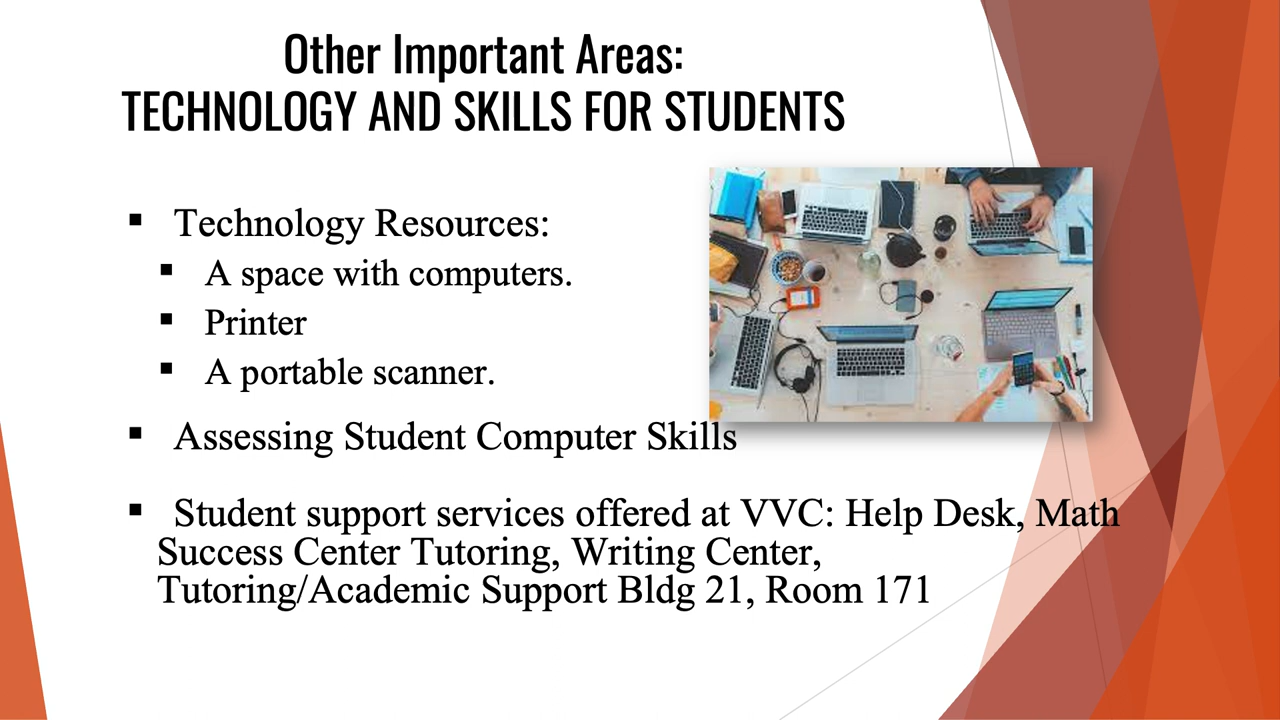 Other Important Areas:
TECHNOLOGY AND SKILLS FOR STUDENTS
▪ Technology Resources:
▪ A space with computers.
▪ Printer
▪ A portable scanner.
▪ Assessing Student Computer Skills
▪ Student support services offered at VVC: Help Desk, Math
Success Center Tutoring, Writing Center,
Tutoring/Academic Support Bldg 21, Room 171